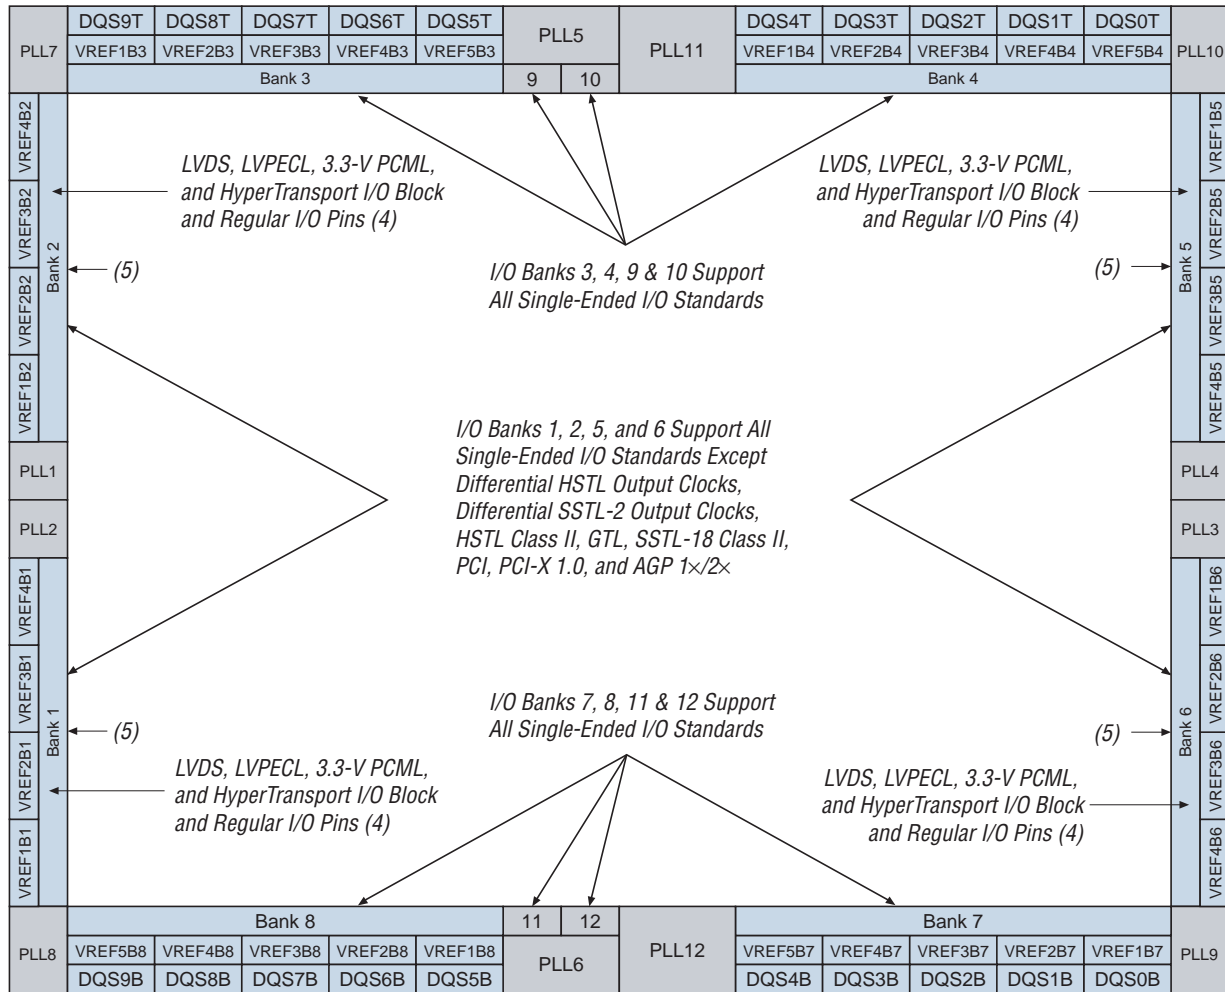 DQS9T DQS8T DQS7T DQS6T DQS5T
DQS4T DQS3T DQS2T DQS1T DQS0T
PLL7
VREF1B3 VREF2B3 VREF3B3 VREF4B3 VREF5B3
PLL5
PLL11
VREF1B4 VREF2B4 VREF3B4 VREF4B4 VREF5B4
PLL10
Bank 3
9
10
Bank 4
VREF4B2
VREF3B2
VREF2B2
VREF1B2
Bank 2
LVDS, LVPECL, 3.3-V PCML,
and HyperTransport I/O Block
and Regular I/O Pins (4)
(5)
I/O Banks 3, 4, 9 & 10 Support
All Single-Ended I/O Standards
LVDS, LVPECL, 3.3-V PCML,
and HyperTransport I/O Block
and Regular I/O Pins (4)
(5)
Bank 5
VREF1B5
VREF2B5
VREF3B5
VREF4B5
PLL1
PLL2
I/O Banks 1, 2, 5, and 6 Support All
Single-Ended I/O Standards Except
Differential HSTL Output Clocks,
Differential SSTL-2 Output Clocks,
HSTL Class II, GTL, SSTL-18 Class II,
PCI, PCI-X 1.0, and AGP 1×/2×
PLL4
PLL3
VREF4B1
VREF3B1
VREF2B1
VREF1B1
Bank 1
(5)
LVDS, LVPECL, 3.3-V PCML,
and HyperTransport I/O Block
and Regular I/O Pins (4)
I/O Banks 7, 8, 11 & 12 Support
All Single-Ended I/O Standards
(5)
LVDS, LVPECL, 3.3-V PCML,
and HyperTransport I/O Block
and Regular I/O Pins (4)
Bank 6
VREF1B6
VREF2B6
VREF3B6
VREF4B6
Bank 8
11
12
Bank 7
PLL8
VREF5B8 VREF4B8 VREF3B8 VREF2B8 VREF1B8
PLL6
PLL12
VREF5B7 VREF4B7 VREF3B7 VREF2B7 VREF1B7
PLL9
DQS9B DQS8B DQS7B DQS6B DQS5B
DQS4B DQS3B DQS2B DQS1B DQS0B